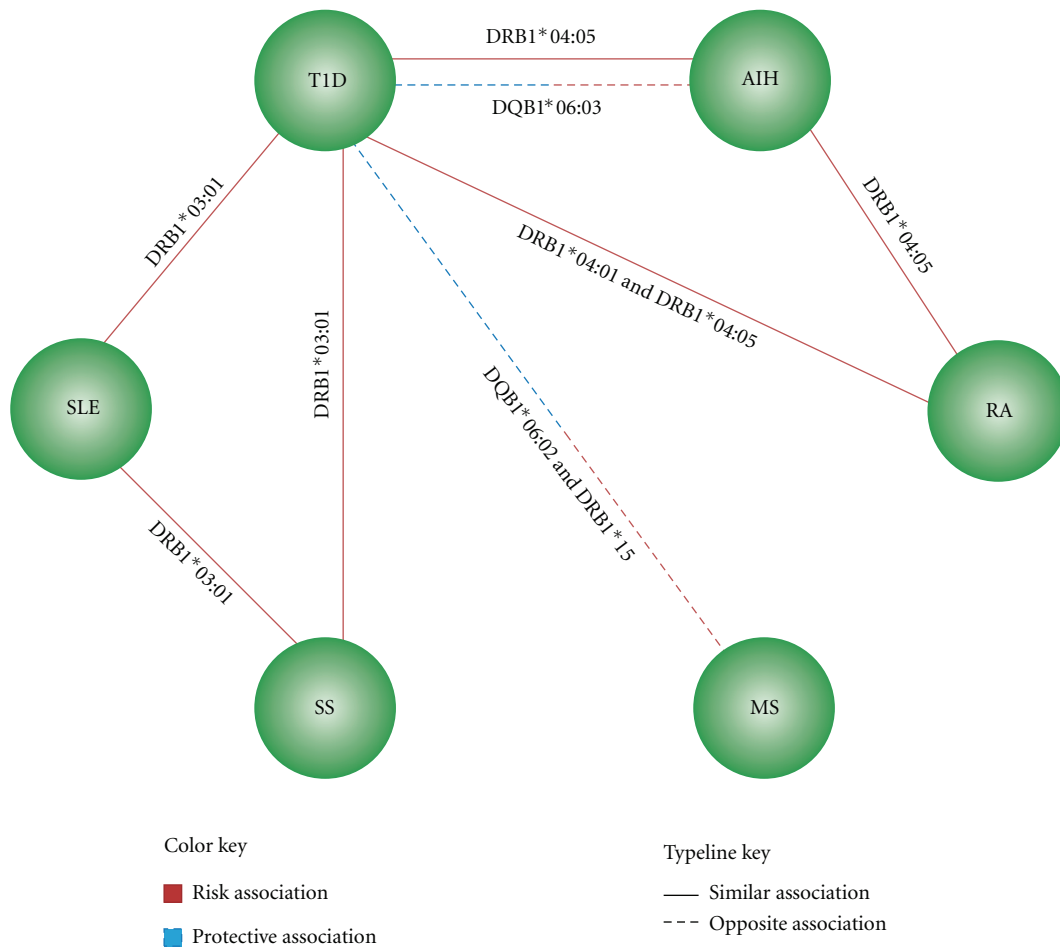 DRB1*04:05
T1D
AIH
DQB1*06:03
DRB1*03:01
DRB1*04:05
DRB1*04:01 and DRB1*04:05
DRB1*03:01
SLE
RA
DQB1*06:02 and DRB1*15
DRB1*03:01
SS
MS
Color key
Risk association
Protective association
Typeline key
Similar association
Opposite association